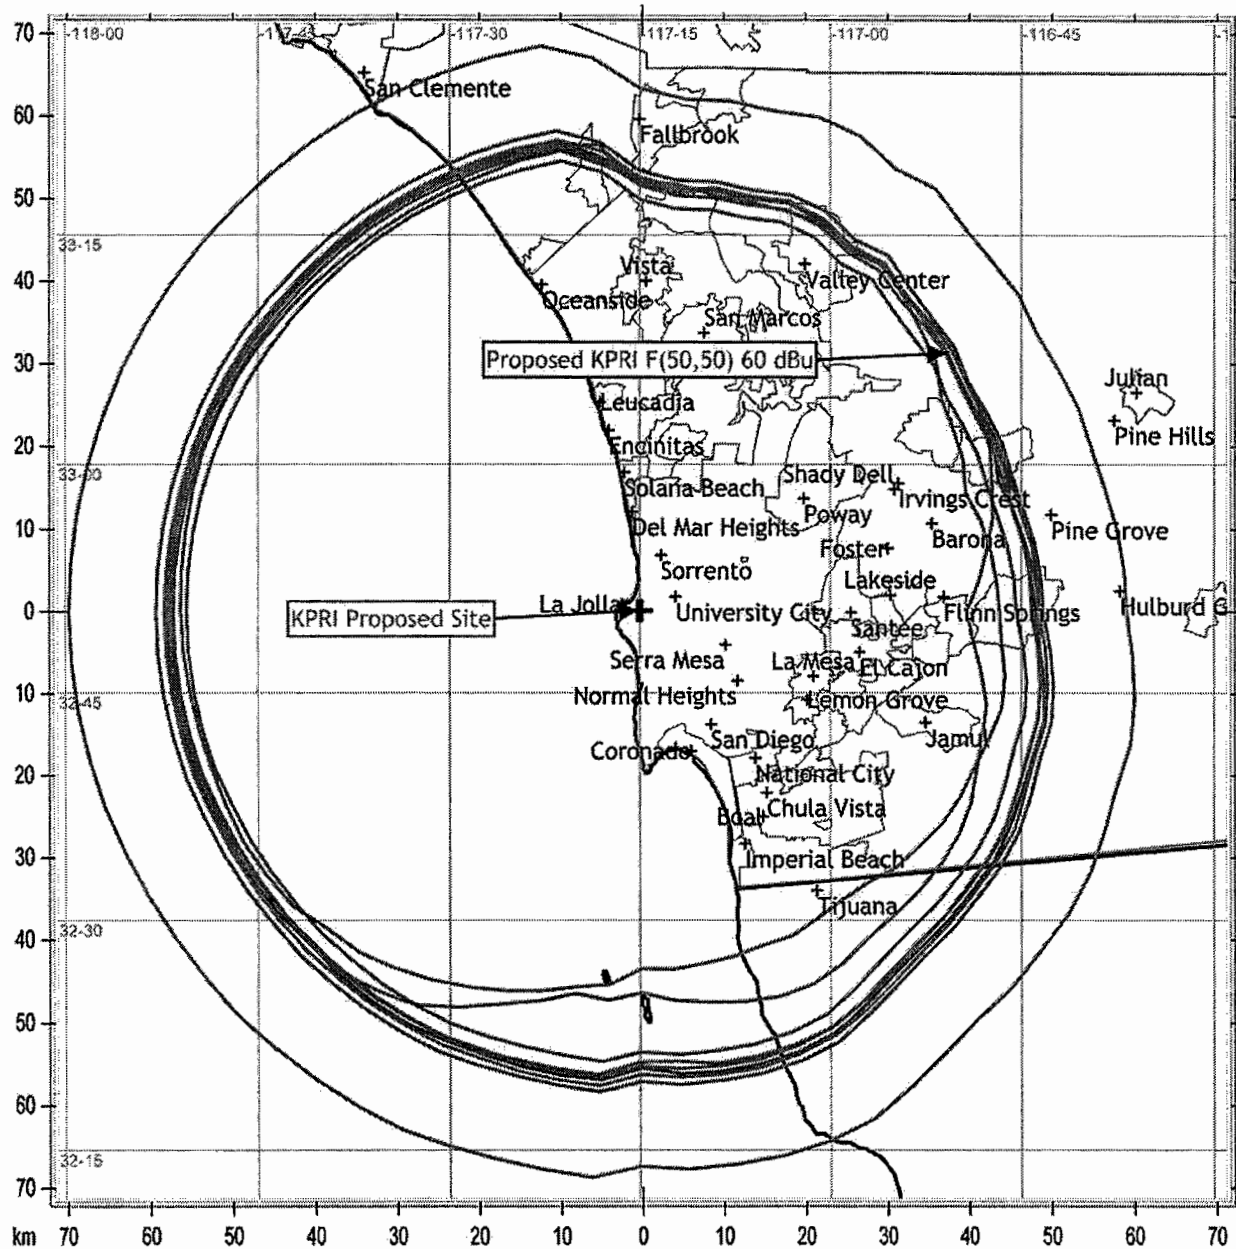 70
-118-00
-117-45
-117-30
-117-15
-117-00
-116-45
San Clemente
60
Fallbrook
50
33-15
Vista
Valley Center
40
Oceanside
San Marcos
Proposed KPRI F(50,50) 60 dBu
30
Julian
Leucadia
Pine Hills
Encinitas
20
33-00
Shady Dell
Solana Beach
Irvings Crest
Poway
Del Mar Heights
Pine Grove
Barona
10
Foster
Sorrento
Lakeside
La Jolla
Hulburd G
0
KPRI Proposed Site
University City
Flinn Springs
Santee
Serra Mesa
La Mesa
El Cajon
10
32-45
Normal Heights
Lemon Grove
San Diego
Jamul
Coronado
20
National City
Chula Vista
Boal
30
Imperial Beach
Tijuana
32-30
40
50
60
32-15
70
km 70 60 50 40 30 20 10 0 10 20 30 40 50 60 70